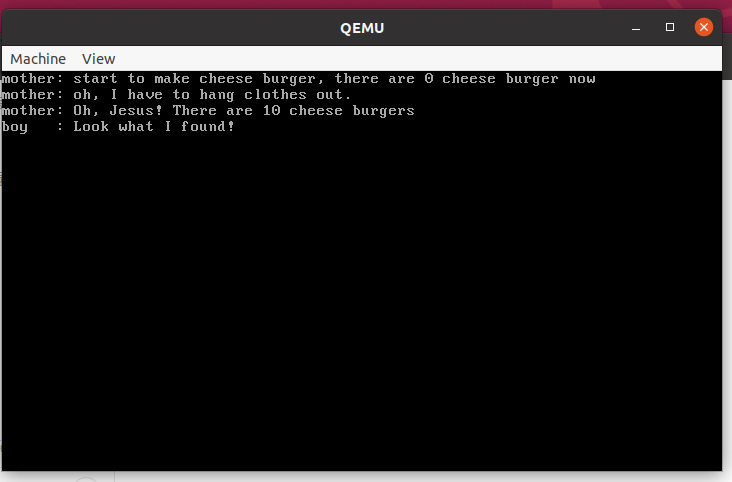 QEMU
Machine View
mother: start to make cheese burger, there are 0 cheese burger now
mother: oh, I have to hang clothes out.
mother: Oh, Jesus! There are 10 cheese burgers
boy   : Look what I found!